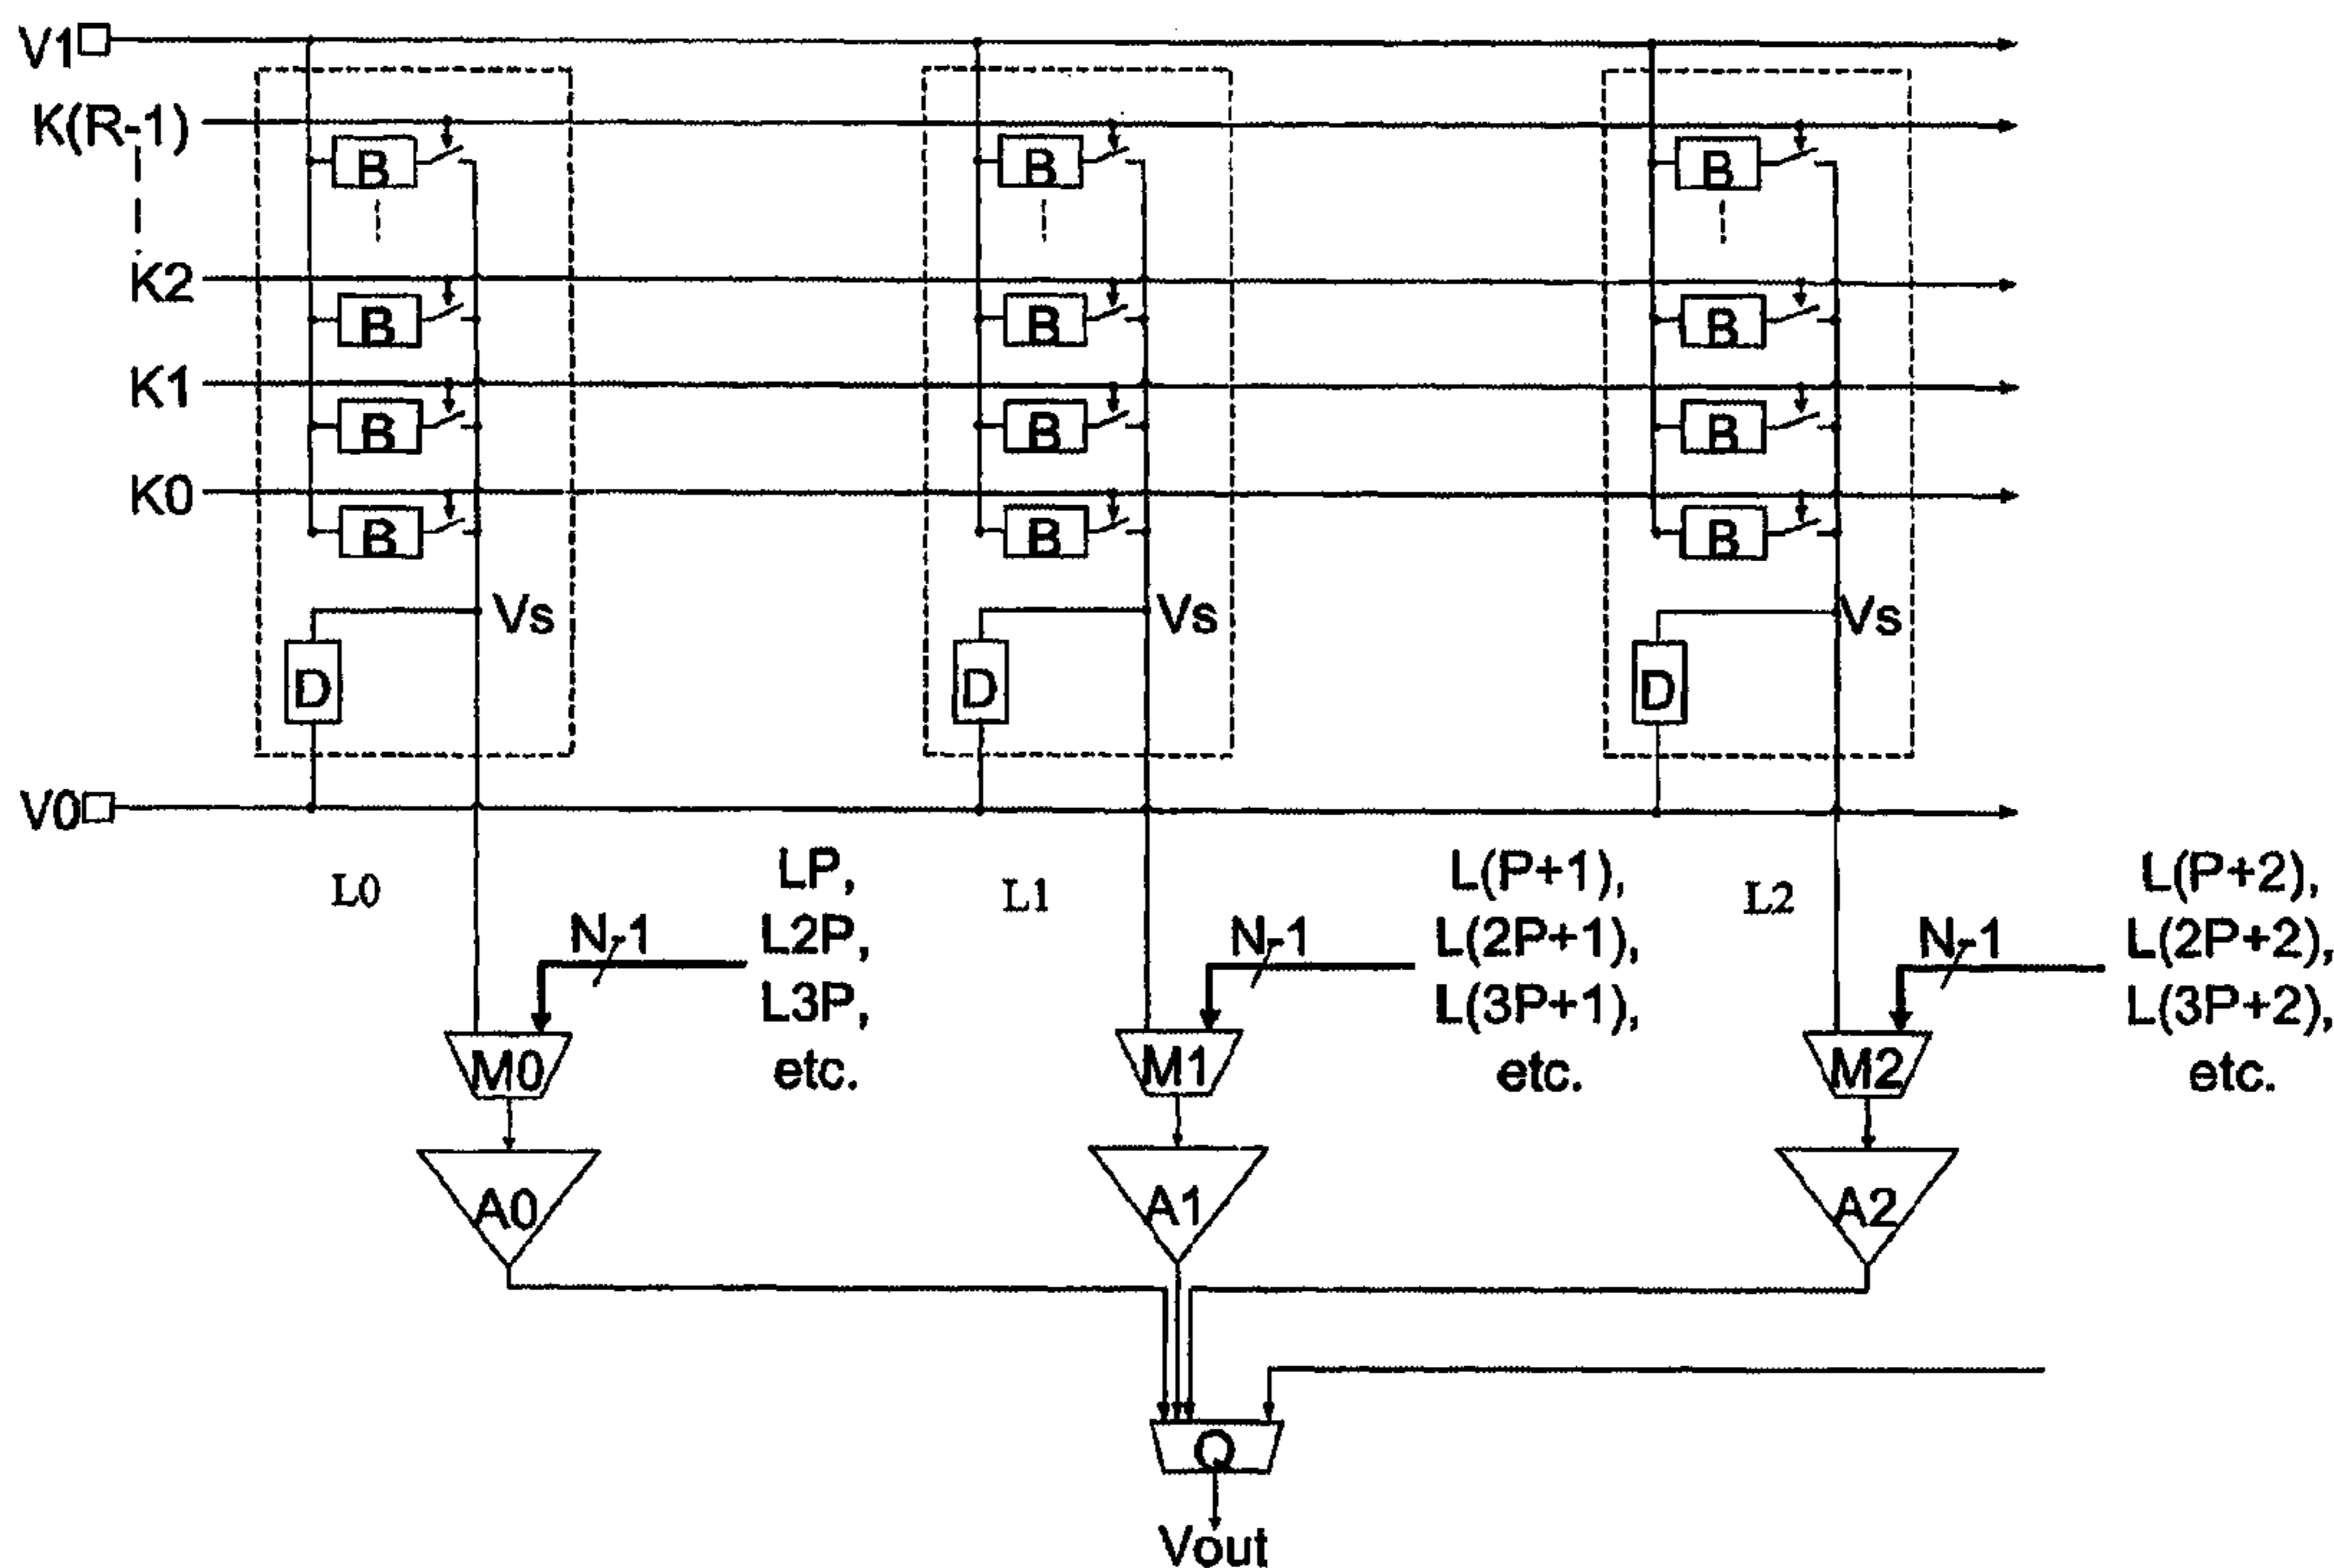 V1
K(R-1)
B B B
K2
B B B
K1
B B B
K0
B B B
Vs Vs Vs
D D D
V0
L0 L1 L2
LP, L(P+1), L(P+2),
N-1 N-1 N-1
L2P, L(2P+1), L(2P+2),
L3P, L(3P+1), L(3P+2),
M0 M1 M2
etc. etc. etc.
A0 A1 A2
Q
Vout